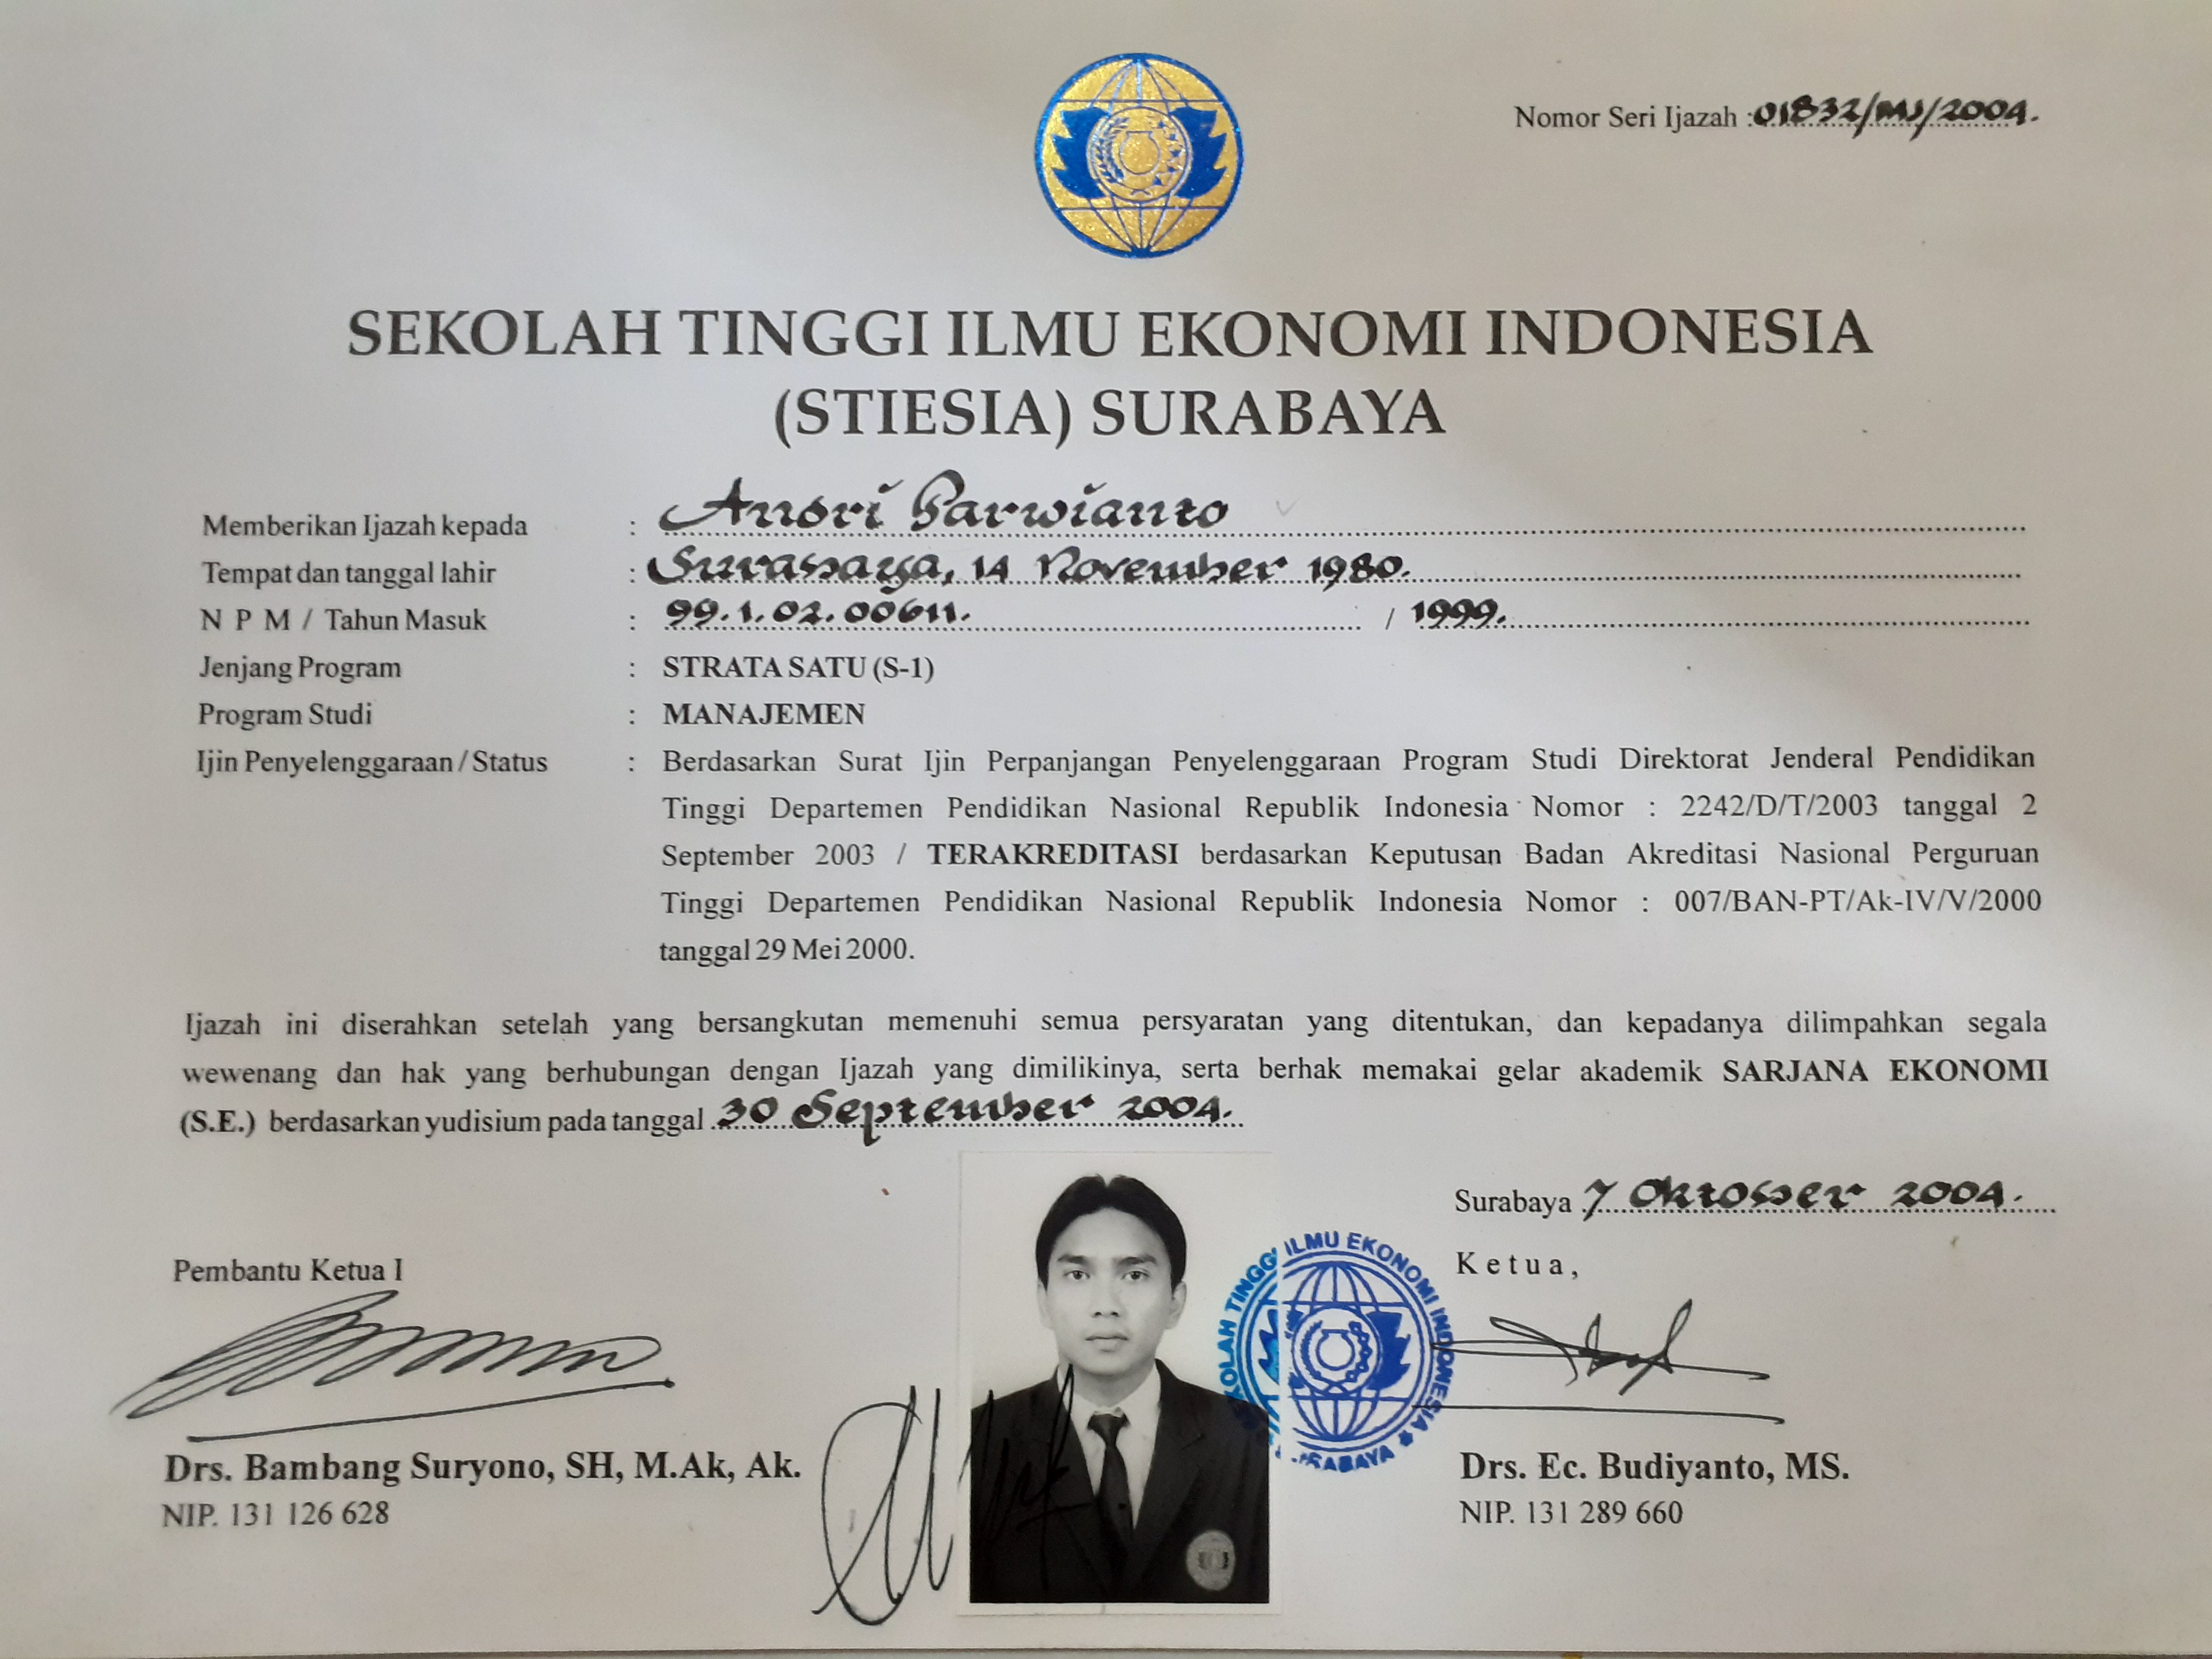 Nomor Seri Ijazah : 01832/MJ/2004.
SEKOLAH TINGGI ILMU EKONOMI INDONESIA
(STIESIA) SURABAYA
Memberikan Ijazah kepada : Ansori Parwianto
Tempat dan tanggal lahir : Surabaya, 14 November 1980.
N P M / Tahun Masuk : 99.1.02.00611. / 1999.
Jenjang Program : STRATA SATU (S-1)
Program Studi : MANAJEMEN
Ijin Penyelenggaraan / Status : Berdasarkan Surat Ijin Perpanjangan Penyelenggaraan Program Studi Direktorat Jenderal Pendidikan
Tinggi Departemen Pendidikan Nasional Republik Indonesia Nomor : 2242/D/T/2003 tanggal 2
September 2003 / TERAKREDITASI berdasarkan Keputusan Badan Akreditasi Nasional Perguruan
Tinggi Departemen Pendidikan Nasional Republik Indonesia Nomor : 007/BAN-PT/Ak-IV/V/2000
tanggal 29 Mei 2000.
Ijazah ini diserahkan setelah yang bersangkutan memenuhi semua persyaratan yang ditentukan, dan kepadanya dilimpahkan segala
wewenang dan hak yang berhubungan dengan Ijazah yang dimilikinya, serta berhak memakai gelar akademik SARJANA EKONOMI
(S.E.) berdasarkan yudisium pada tanggal 30 September 2004.
Surabaya, 7 Oktober 2004.
Pembantu Ketua I
K e t u a ,
KOLAH TINGGI ILMU EKONOMI INDONESIA
RABAYA
Drs. Bambang Suryono, SH, M.Ak, Ak.
NIP. 131 126 628
Drs. Ec. Budiyanto, MS.
NIP. 131 289 660